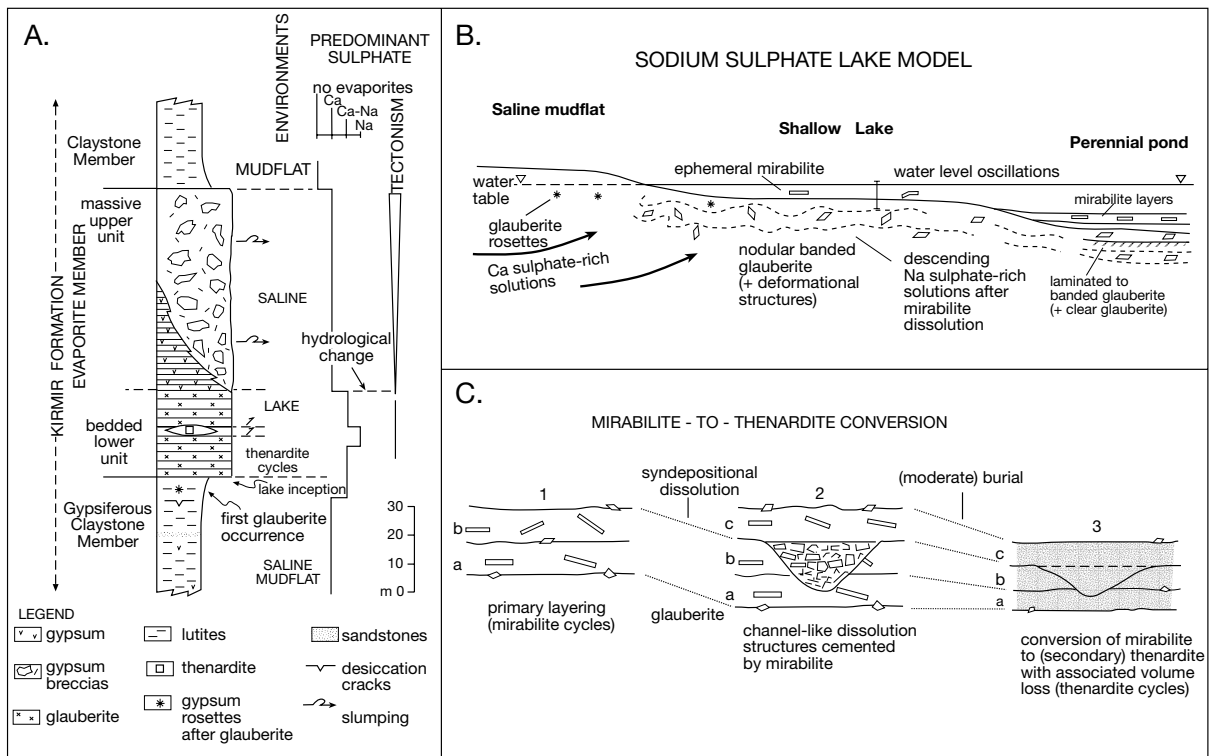 A.
ENVIRONMENTS
PREDOMINANT
SULPHATE
no evaporites
Ca
Ca-Na
Na
TECTONISM
KIRMIR FORMATION
EVAPORITE MEMBER
Claystone
Member
massive
upper
unit
bedded
lower
unit
Gypsiferous
Claystone
Member
MUDFLAT
SALINE
hydrological
change
LAKE
thenardite
cycles
lake inception
first glauberite
occurrence
SALINE
MUDFLAT
30
20
10
m 0
LEGEND
gypsum
gypsum
breccias
glauberite
lutites
thenardite
gypsum
rosettes
after glauberite
sandstones
desiccation
cracks
slumping
B.
SODIUM SULPHATE LAKE MODEL
Saline mudflat
Shallow Lake
Perennial pond
water
table
ephemeral mirabilite
water level oscillations
mirabilite layers
glauberite
rosettes
Ca sulphate-rich
solutions
nodular banded
glauberite
(+ deformational
structures)
descending
Na sulphate-rich
solutions after
mirabilite
dissolution
laminated to
banded glauberite
(+ clear glauberite)
C.
MIRABILITE - TO - THENARDITE CONVERSION
syndepositional
dissolution
(moderate) burial
1
b
a
primary layering
(mirabilite cycles)
glauberite
2
c
b
a
channel-like dissolution
structures cemented
by mirabilite
3
c
b
a
conversion of mirabilite
to (secondary) thenardite
with associated volume
loss (thenardite cycles)